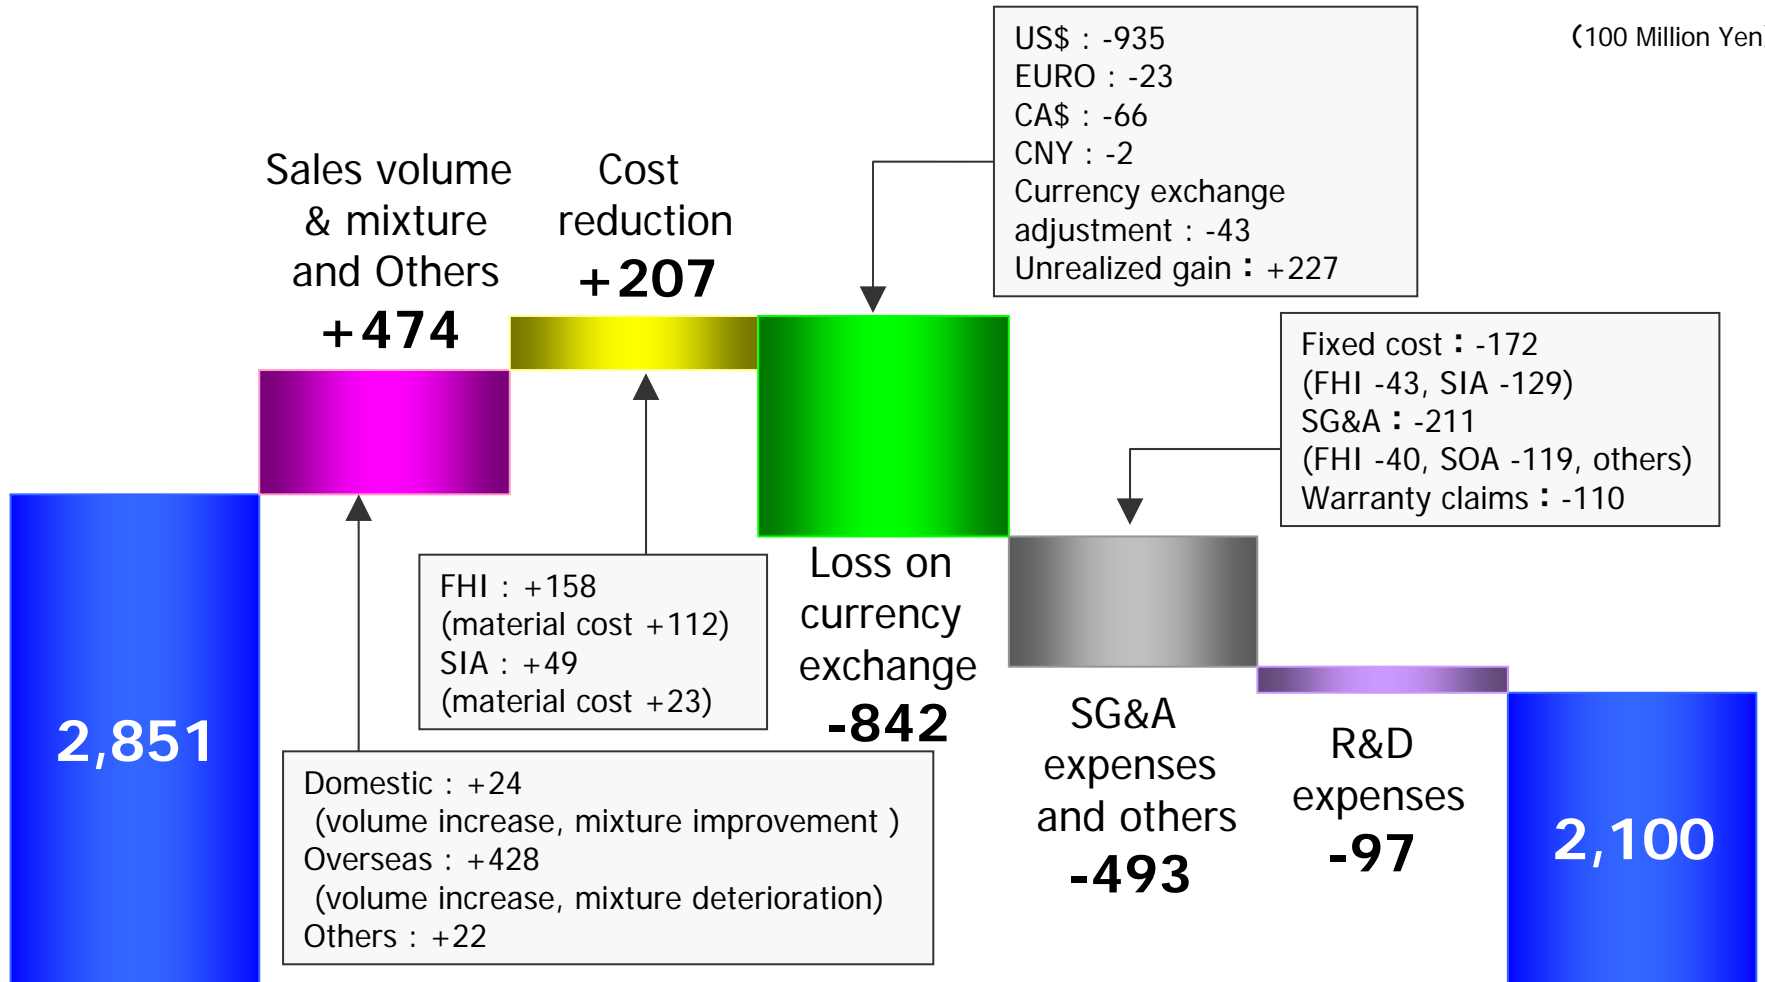 (100 Million Yen)
US$ : -935
EURO : -23
CA$ : -66
CNY : -2
Currency exchange
adjustment : -43
Unrealized gain : +227
Sales volume
& mixture
and Others
+474
Cost
reduction
+207
Fixed cost : -172
(FHI -43, SIA -129)
SG&A : -211
(FHI -40, SOA -119, others)
Warranty claims : -110
FHI : +158
(material cost +112)
SIA : +49
(material cost +23)
Loss on
currency
exchange
-842
2,851
SG&A
expenses
and others
-493
R&D
expenses
-97
2,100
Domestic : +24
(volume increase, mixture improvement )
Overseas : +428
(volume increase, mixture deterioration)
Others : +22